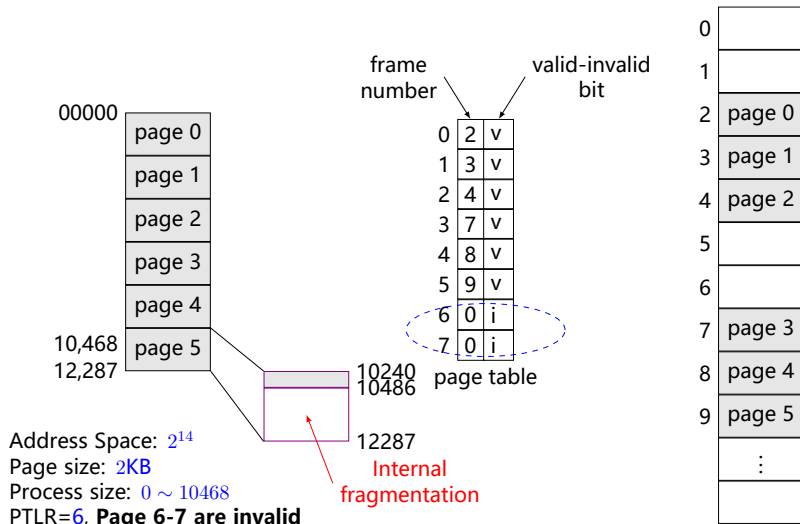 00000
page 0
page 1
page 2
page 3
page 4
page 5
10,468
12,287
10240
10486
12287
Internal
fragmentation
frame
number
valid-invalid
bit
0 2 v
1 3 v
2 4 v
3 7 v
4 8 v
5 9 v
6 0 i
7 0 i
page table
0
1
2 page 0
3 page 1
4 page 2
5
6
7 page 3
8 page 4
9 page 5
⋮
Address Space: 2^14
Page size: 2KB
Process size: 0 ∼ 10468
PTLR=6, Page 6-7 are invalid